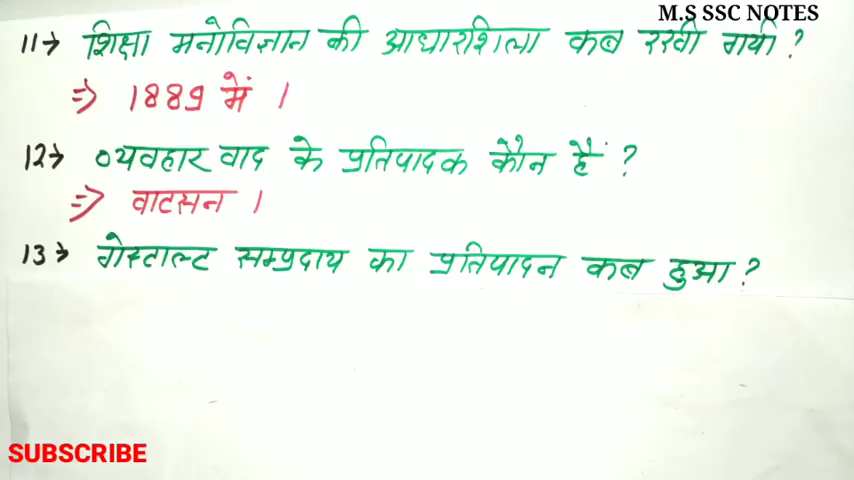 M.S SSC NOTES
11→ शिक्षा मनोविज्ञान की आधारशिला कब रखी गयी ?
⇒ 1889 में ।
12→ व्यवहार वाद के प्रतिपादक कौन हैं ?
⇒ वाटसन ।
13→ गेस्टाल्ट सम्प्रदाय का प्रतिपादन कब हुआ ?
SUBSCRIBE